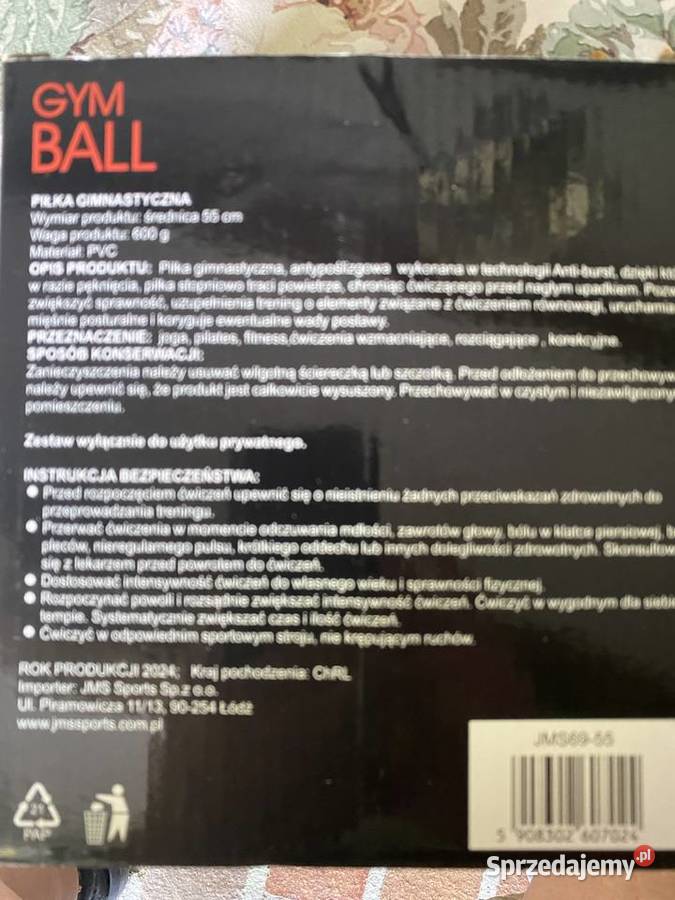 GYM
BALL
PIŁKA GIMNASTYCZNA
Wymiar produktu: średnica 55 cm
Waga produktu: 600 g
Materiał: PVC
OPIS PRODUKTU: Piłka gimnastyczna, antypoślizgowa wykonana w technologii Anti-burst, dzięki
w razie pęknięcia, piłka stopniowo traci powietrze, chroniąc ćwiczącego przed nagłym upadkiem.
zwiększyć sprawność, uzupełnienia trening o elementy związane z ćwiczeniem równowagi,
mięśnie posturalne i koryguje ewentualne wady postawy.
PRZEZNACZENIE: joga, pilates, fitness,ćwiczenia wzmacniające, rozciągające , korekcyjne.
SPOSÓB KONSERWACJI:
Zanieczyszczenia należy usuwać wilgotną ściereczką lub szczotką. Przed odłożeniem do
należy upewnić się, że produkt jest całkowicie wysuszony. Przechowywać w czystym i
pomieszczeniu.
Zestaw wyłącznie do użytku prywatnego.
INSTRUKCJA BEZPIECZEŃSTWA:
● Przed rozpoczęciem ćwiczeń upewnić się o nieistnieniu żadnych przeciwskazań zdrowotnych do
przeprowadzania treningu.
● Przerwać ćwiczenia w momencie odczuwania mdłości, zawrotów głowy, bólu w klatce piersiowej,
pleców, nieregularnego pulsu, krótkiego oddechu lub innych dolegliwości zdrowotnych.
się z lekarzem przed powrotem do ćwiczeń.
● Dostosować intensywność ćwiczeń do własnego wieku i sprawności fizycznej.
● Rozpoczynać powoli i rozsądnie zwiększać intensywność ćwiczeń. Ćwiczyć w wygodnym dla siebie
tempie. Systematycznie zwiększać czas i ilość ćwiczeń.
● Ćwiczyć w odpowiednim sportowym stroju, nie krępującym ruchów.
ROK PRODUKCJI 2024; Kraj pochodzenia: ChRL
Importer: JMS Sports Sp.z o.o.
Ul. Piramowicza 11/13, 90-254 Łódź
www.jmssports.com.pl
JMS69-55
5 908302 607024
21
PAP
Sprzedajemy.pl